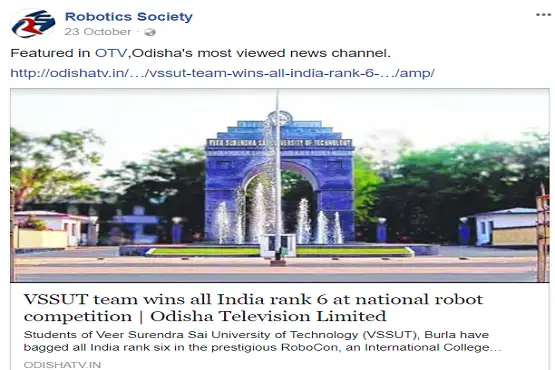 Robotics Society
23 October ·
Featured in OTV,Odisha's most viewed news channel.
http://odishatv.in/…/vssut-team-wins-all-india-rank-6-…/amp/
VEER SURENDRA SAI UNIVERSITY OF TECHNOLOGY
VSSUT team wins all India rank 6 at national robot
competition | Odisha Television Limited
Students of Veer Surendra Sai University of Technology (VSSUT), Burla have
bagged all India rank six in the prestigious RoboCon, an International College...
ODISHATV.IN